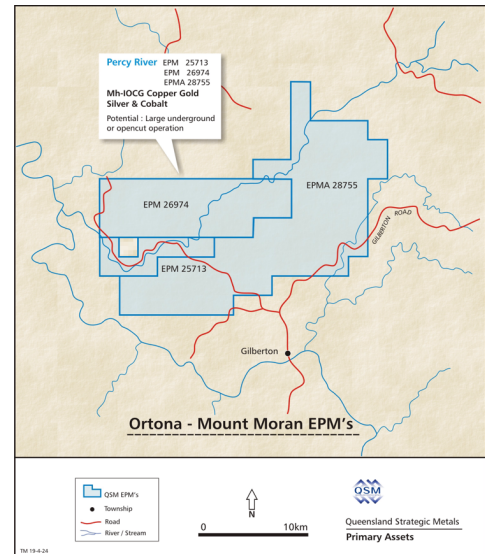 Percy River EPM 25713
EPM 26974
EPMA 28755
Mh-IOCG Copper Gold
Silver & Cobalt
Potential : Large underground
or opencut operation
EPM 26974
EPMA 28755
GILBERTON ROAD
EPM 25713
Gilberton
Ortona - Mount Moran EPM's
QSM EPM's
Township
Road
River / Stream
N
0 10km
QSM
Queensland Strategic Metals
Primary Assets
TM 19-4-24